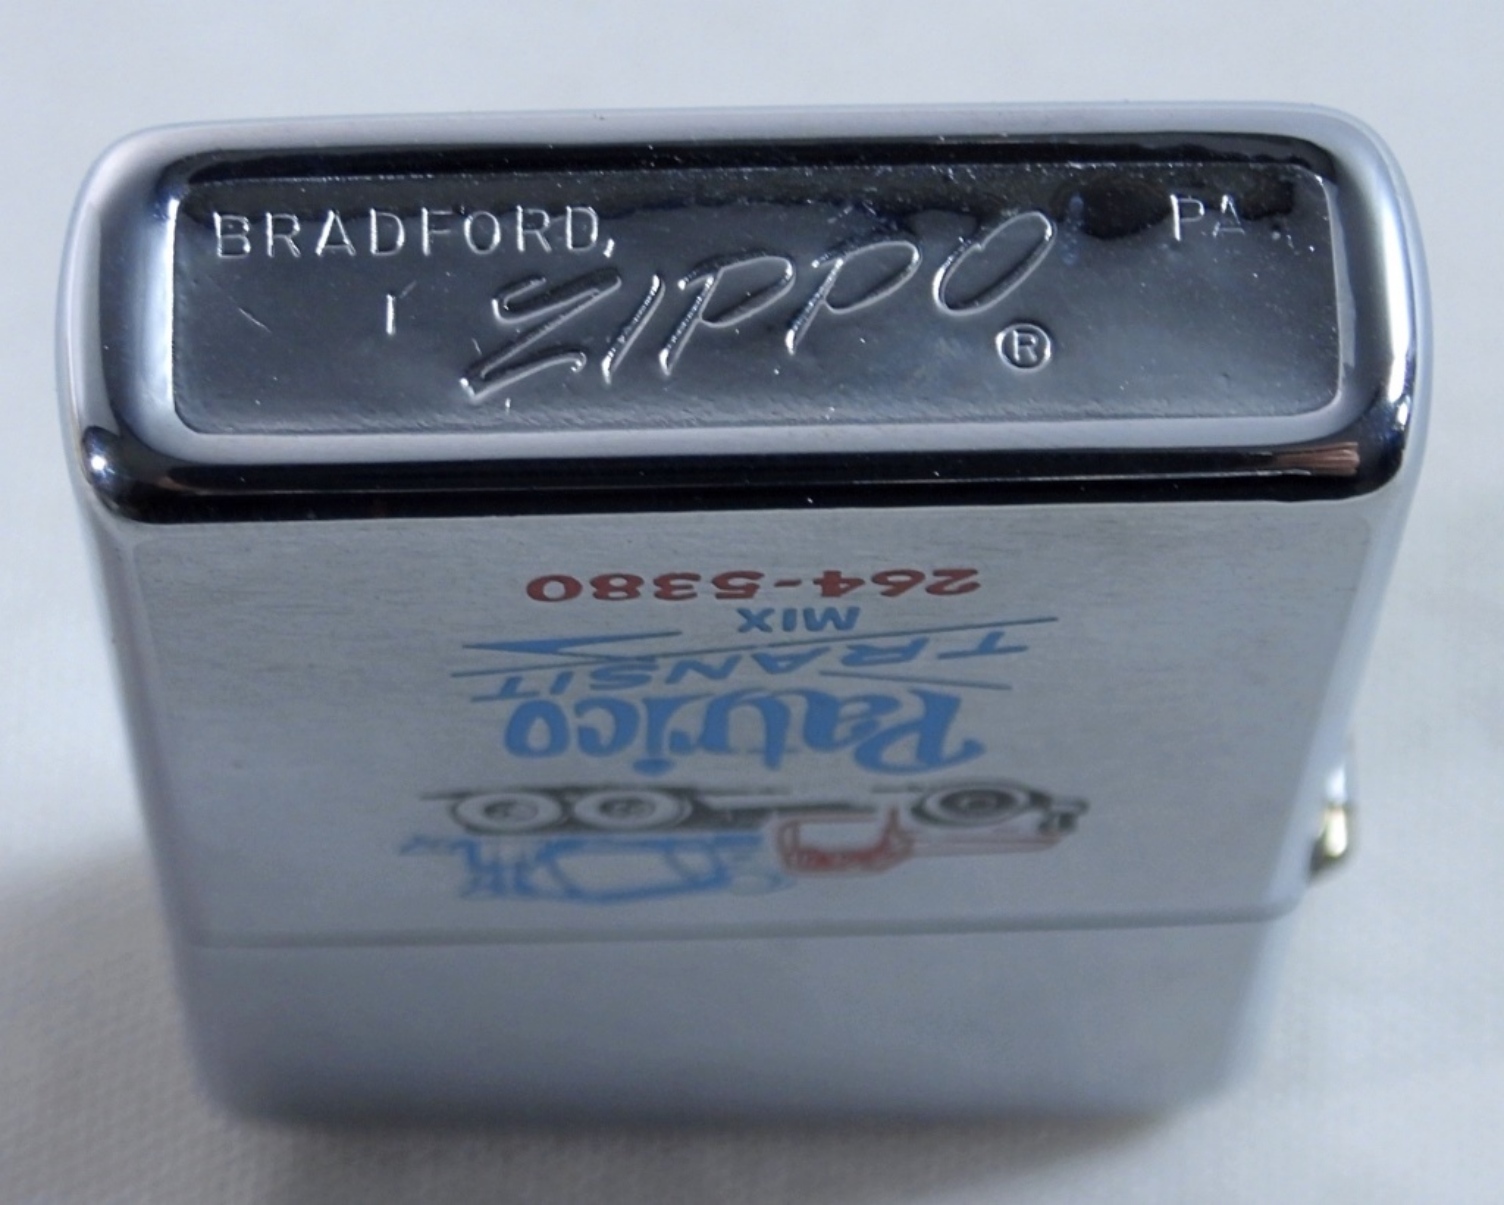 BRADFORD, PA.
I Zippo ®
Patrico
TRANSIT
MIX
264-5380